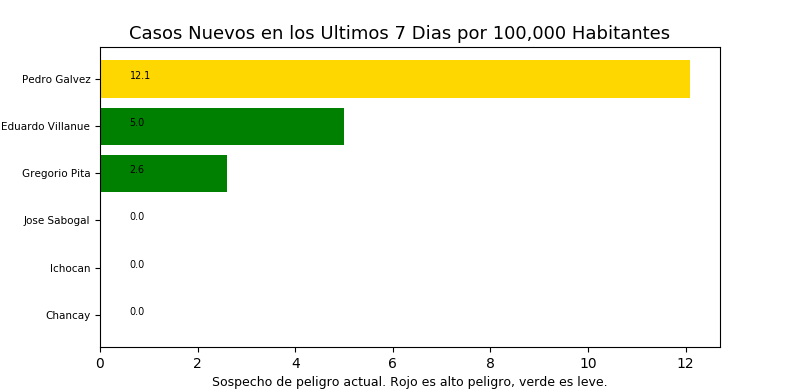 Casos Nuevos en los Ultimos 7 Dias por 100,000 Habitantes
Pedro Galvez 12.1
Eduardo Villanue 5.0
Gregorio Pita 2.6
Jose Sabogal 0.0
Ichocan 0.0
Chancay 0.0
0 2 4 6 8 10 12
Sospecho de peligro actual. Rojo es alto peligro, verde es leve.